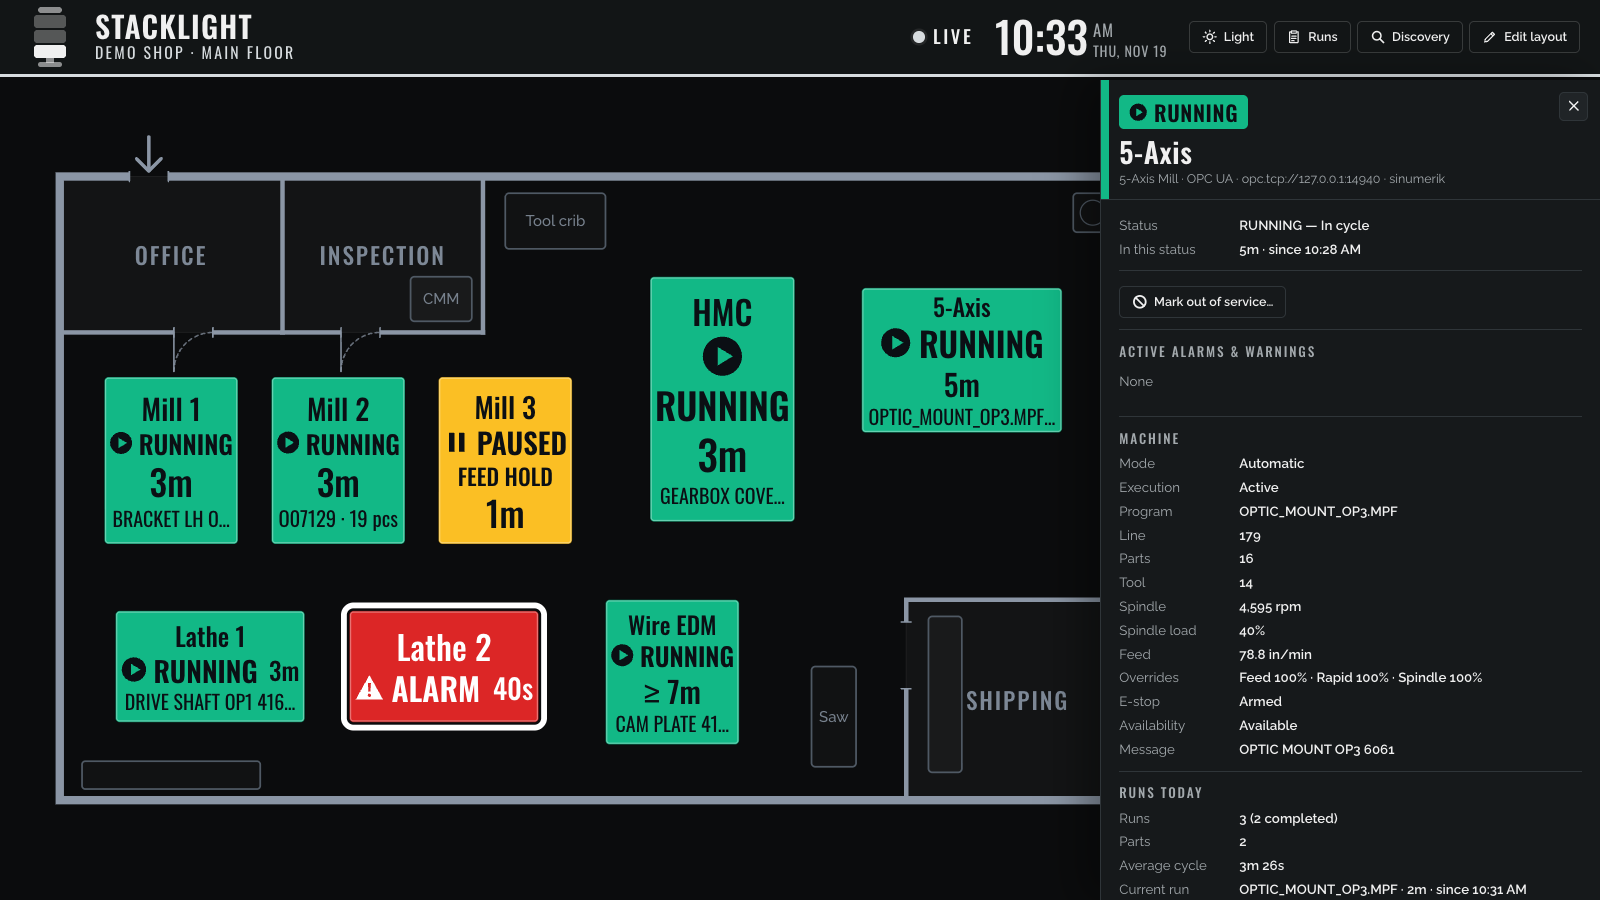 STACKLIGHT
DEMO SHOP · MAIN FLOOR
LIVE
10:33 AM
THU, NOV 19
Light
Runs
Discovery
Edit layout
OFFICE
INSPECTION
CMM
Tool crib
HMC
RUNNING
3m
GEARBOX COVE...
5-Axis
RUNNING
5m
OPTIC_MOUNT_OP3.MPF...
Mill 1
RUNNING
3m
BRACKET LH O...
Mill 2
RUNNING
3m
O07129 · 19 pcs
Mill 3
PAUSED
FEED HOLD
1m
Lathe 1
RUNNING 3m
DRIVE SHAFT OP1 416...
Lathe 2
ALARM 40s
Wire EDM
RUNNING
≥ 7m
CAM PLATE 41...
Saw
SHIPPING
RUNNING
5-Axis
5-Axis Mill · OPC UA · opc.tcp://127.0.0.1:14940 · sinumerik
Status RUNNING — In cycle
In this status 5m · since 10:28 AM
Mark out of service...
ACTIVE ALARMS & WARNINGS
None
MACHINE
Mode Automatic
Execution Active
Program OPTIC_MOUNT_OP3.MPF
Line 179
Parts 16
Tool 14
Spindle 4,595 rpm
Spindle load 40%
Feed 78.8 in/min
Overrides Feed 100% · Rapid 100% · Spindle 100%
E-stop Armed
Availability Available
Message OPTIC MOUNT OP3 6061
RUNS TODAY
Runs 3 (2 completed)
Parts 2
Average cycle 3m 26s
Current run OPTIC_MOUNT_OP3.MPF · 2m · since 10:31 AM